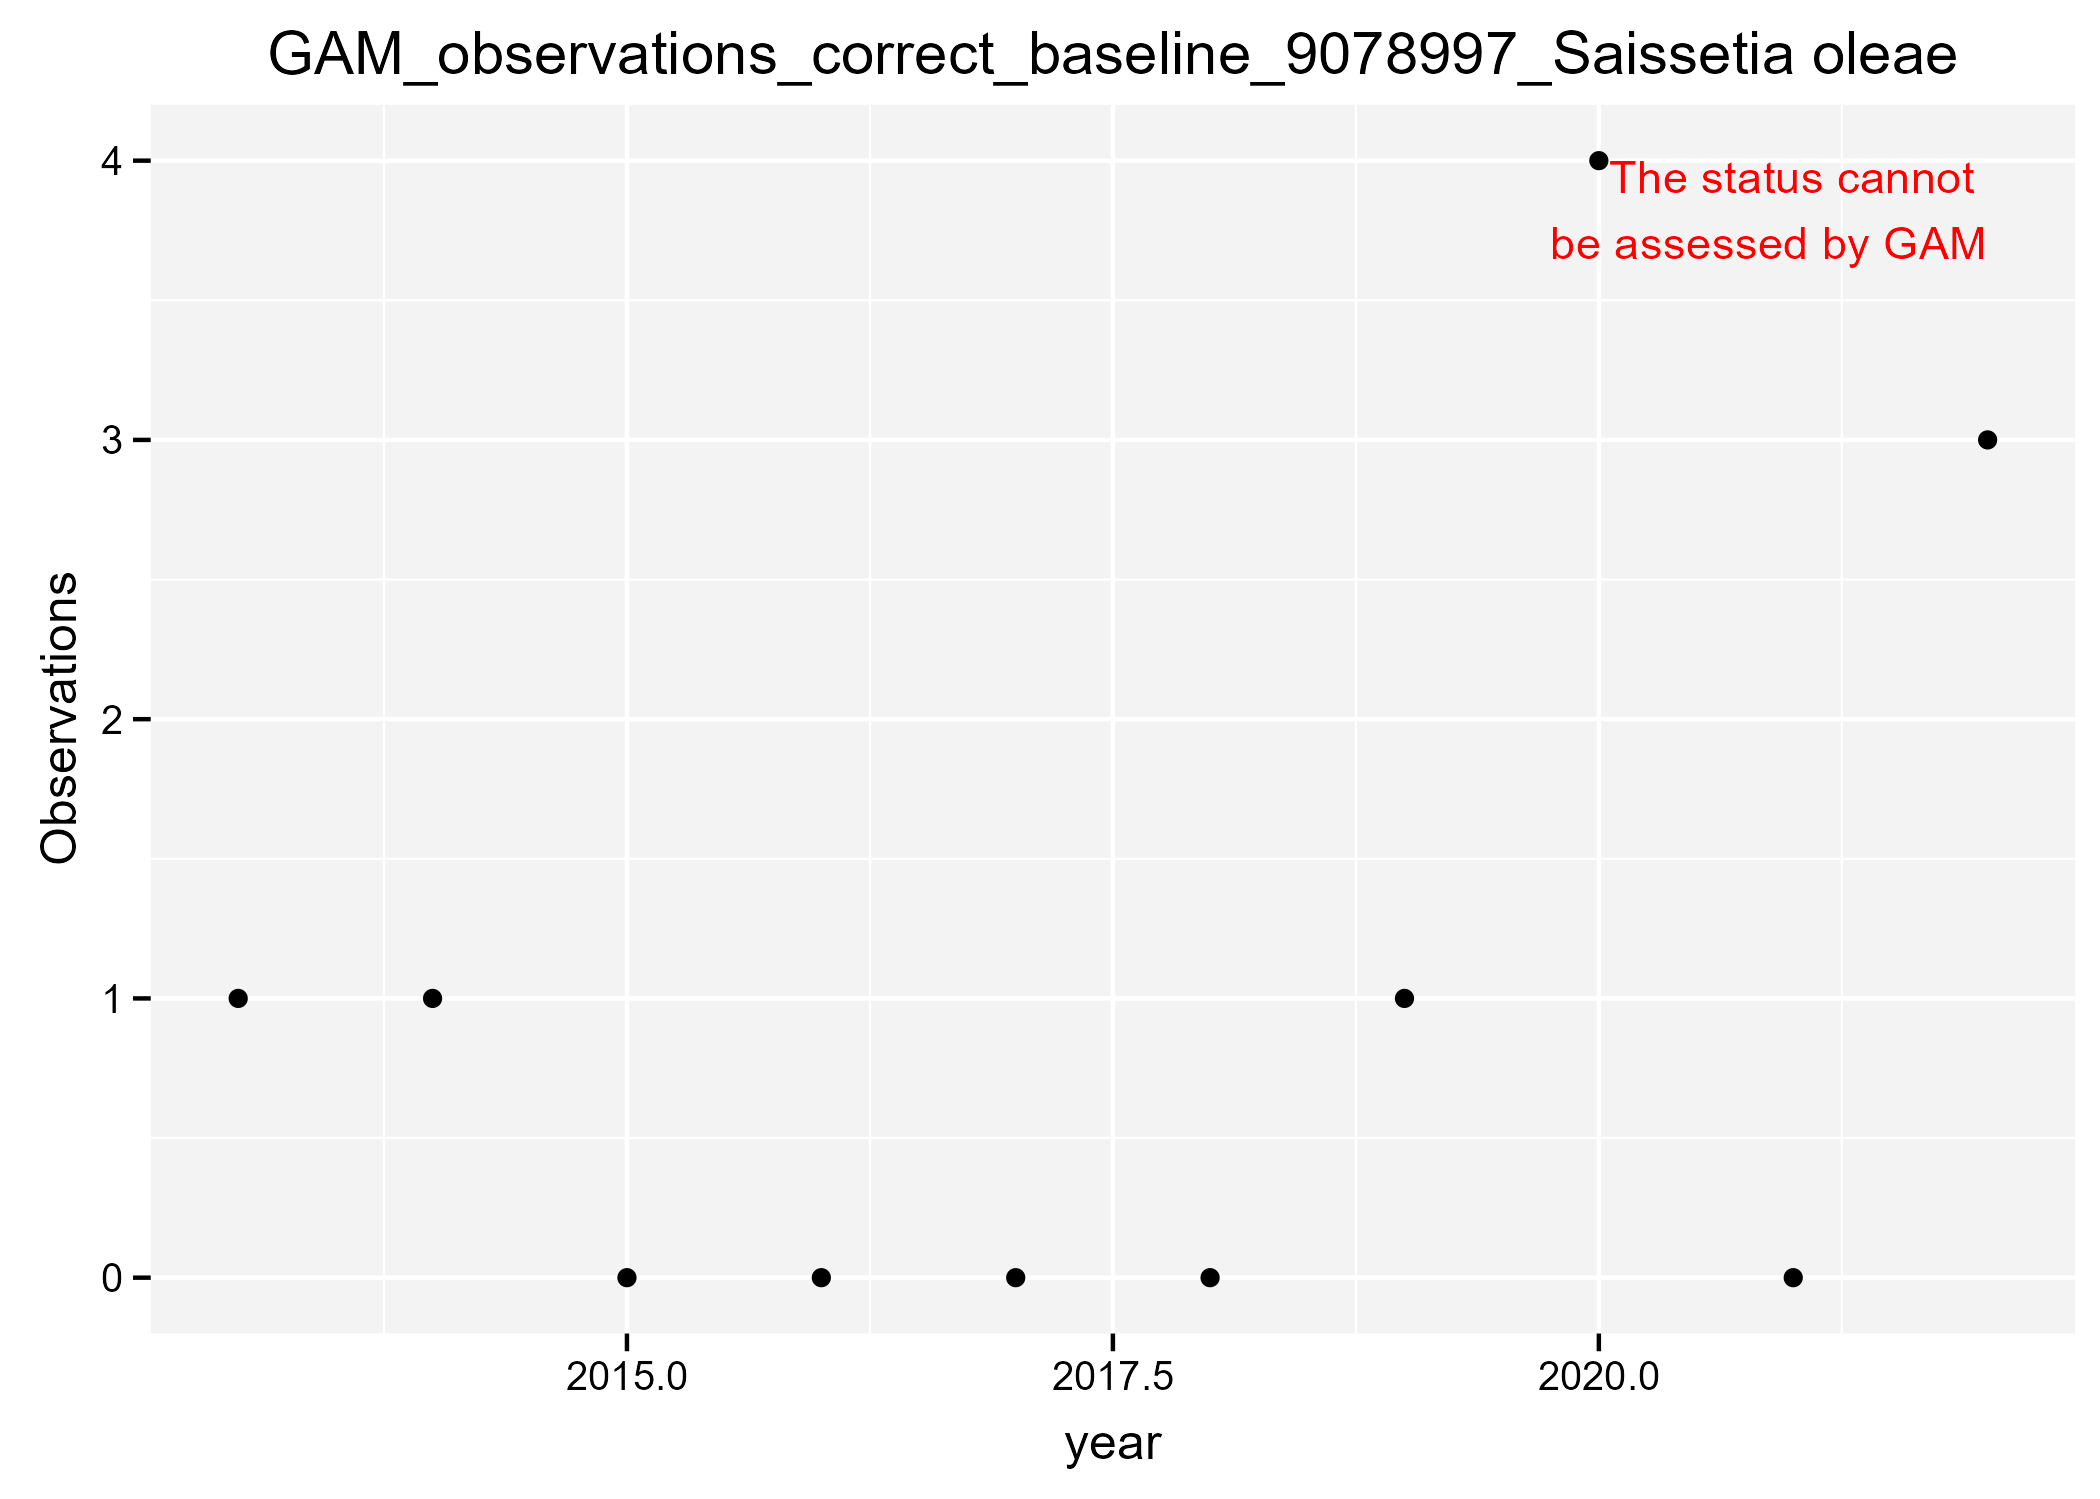 GAM_observations_correct_baseline_9078997_Saissetia oleae
4
The status cannot
be assessed by GAM
3
Observations
2
1
0
2015.0 2017.5 2020.0
year